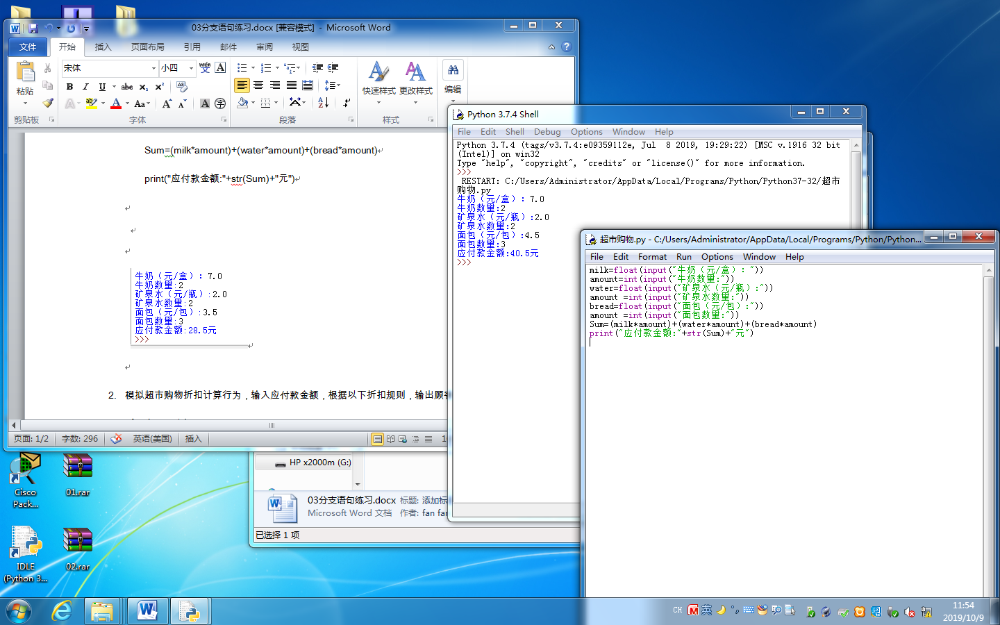 03分支语句练习.docx [兼容模式] - Microsoft Word
文件 开始 插入 页面布局 引用 邮件 审阅 视图
宋体 小四
粘贴
快速样式 更改样式 编辑
剪贴板 字体 段落 样式
Sum=(milk*amount)+(water*amount)+(bread*amount)
print("应付款金额:"+str(Sum)+"元")
牛奶（元/盒）: 7.0
牛奶数量:2
矿泉水（元/瓶）:2.0
矿泉水数量:2
面包（元/包）:3.5
面包数量:3
应付款金额:28.5元
>>>
2. 模拟超市购物折扣计算行为，输入应付款金额，根据以下折扣规则，输出顾
页面: 1/2 字数: 296 英语(美国) 插入
Python 3.7.4 Shell
File Edit Shell Debug Options Window Help
Python 3.7.4 (tags/v3.7.4:e09359112e, Jul 8 2019, 19:29:22) [MSC v.1916 32 bit
(Intel)] on win32
Type "help", "copyright", "credits" or "license()" for more information.
>>>
RESTART: C:/Users/Administrator/AppData/Local/Programs/Python/Python37-32/超市
购物.py
牛奶（元/盒）: 7.0
牛奶数量:2
矿泉水（元/瓶）:2.0
矿泉水数量:2
面包（元/包）:4.5
面包数量:3
应付款金额:40.5元
>>>
超市购物.py - C:/Users/Administrator/AppData/Local/Programs/Python/Python...
File Edit Format Run Options Window Help
milk=float(input("牛奶（元/盒）: "))
amount=int(input("牛奶数量:"))
water=float(input("矿泉水（元/瓶）:"))
amount =int(input("矿泉水数量:"))
bread=float(input("面包（元/包）:"))
amount =int(input("面包数量:"))
Sum=(milk*amount)+(water*amount)+(bread*amount)
print("应付款金额:"+str(Sum)+"元")
HP x2000m (G:)
03分支语句练习.docx 标题: 添加标
Microsoft Word 文档 作者: fan fan
已选择 1 项
Cisco
Pack...
01.rar
IDLE
(Python 3...
02.rar
CH 英
11:54
2019/10/9